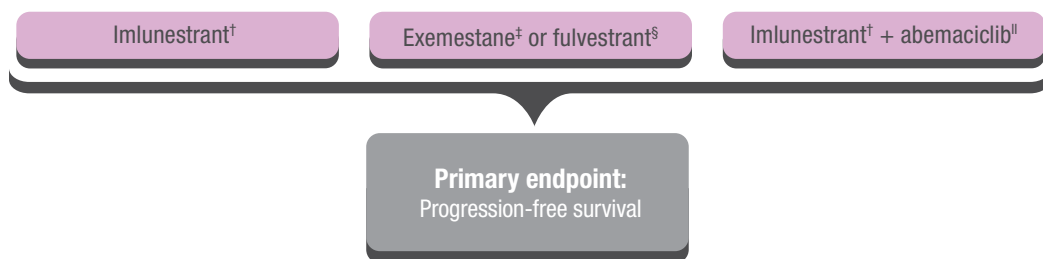 Imlunestrant†
Exemestane‡ or fulvestrant§
Imlunestrant† + abemaciclib||
Primary endpoint:
Progression-free survival